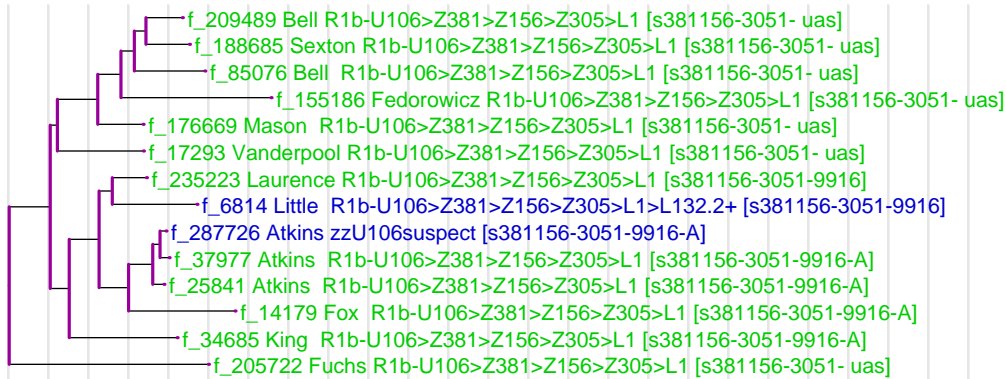 f_209489 Bell R1b-U106>Z381>Z156>Z305>L1 [s381156-3051- uas]
f_188685 Sexton R1b-U106>Z381>Z156>Z305>L1 [s381156-3051- uas]
f_85076 Bell R1b-U106>Z381>Z156>Z305>L1 [s381156-3051- uas]
f_155186 Fedorowicz R1b-U106>Z381>Z156>Z305>L1 [s381156-3051- uas]
f_176669 Mason R1b-U106>Z381>Z156>Z305>L1 [s381156-3051- uas]
f_17293 Vanderpool R1b-U106>Z381>Z156>Z305>L1 [s381156-3051- uas]
f_235223 Laurence R1b-U106>Z381>Z156>Z305>L1 [s381156-3051-9916]
f_6814 Little R1b-U106>Z381>Z156>Z305>L1>L132.2+ [s381156-3051-9916]
f_287726 Atkins zzU106suspect [s381156-3051-9916-A]
f_37977 Atkins R1b-U106>Z381>Z156>Z305>L1 [s381156-3051-9916-A]
f_25841 Atkins R1b-U106>Z381>Z156>Z305>L1 [s381156-3051-9916-A]
f_14179 Fox R1b-U106>Z381>Z156>Z305>L1 [s381156-3051-9916-A]
f_34685 King R1b-U106>Z381>Z156>Z305>L1 [s381156-3051-9916-A]
f_205722 Fuchs R1b-U106>Z381>Z156>Z305>L1 [s381156-3051- uas]